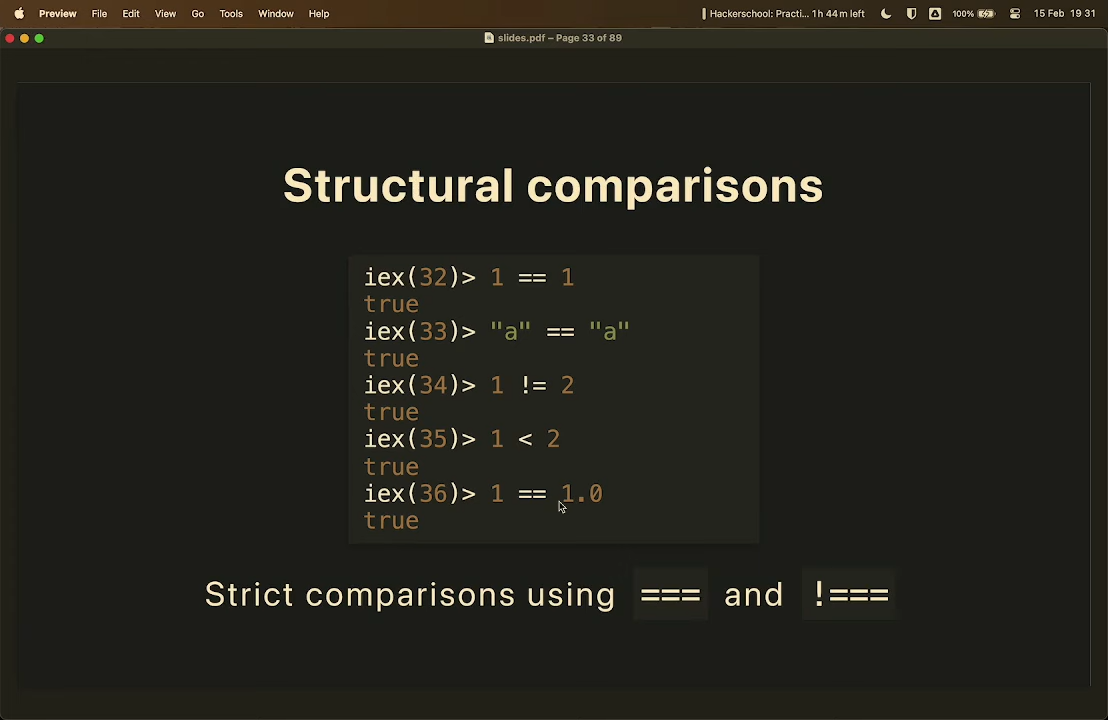 Preview File Edit View Go Tools Window Help Hackerschool: Practi... 1h 44m left 100% 15 Feb 19 31
slides.pdf – Page 33 of 89
Structural comparisons
iex(32)> 1 == 1
true
iex(33)> "a" == "a"
true
iex(34)> 1 != 2
true
iex(35)> 1 < 2
true
iex(36)> 1 == 1.0
true
Strict comparisons using === and !===